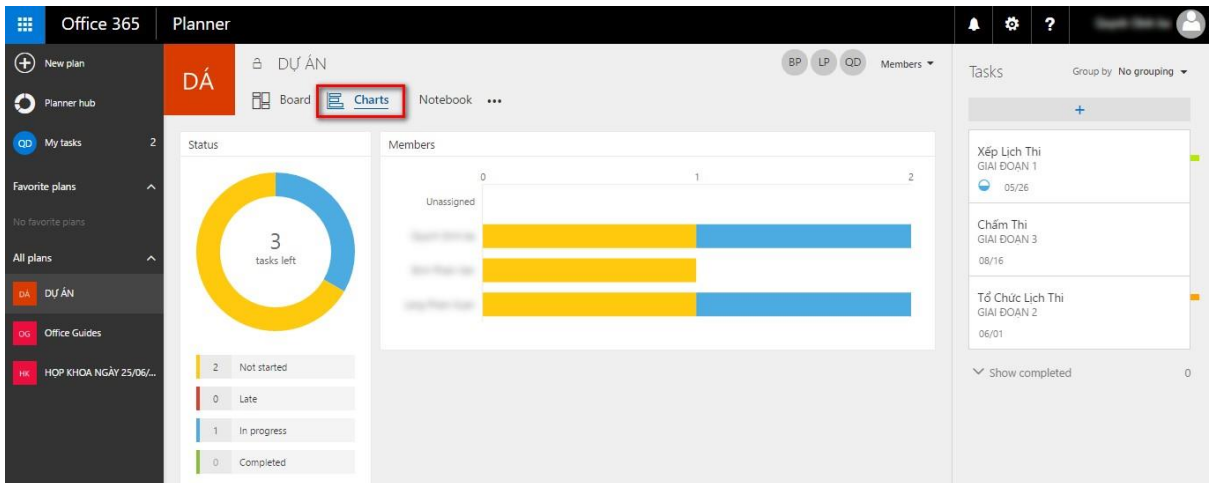 Office 365 Planner ?
New plan
Planner hub
QD My tasks 2
Favorite plans
No favorite plans
All plans
DÁ DỰ ÁN
OG Office Guides
HK HỌP KHOA NGÀY 25/06/...
DÁ
DỰ ÁN
BP LP QD Members
Board Charts Notebook •••
Status
3
tasks left
2 Not started
0 Late
1 In progress
0 Completed
Members
0 1 2
Unassigned
Tasks Group by No grouping
+
Xếp Lịch Thi
GIAI ĐOẠN 1
05/26
Chấm Thi
GIAI ĐOẠN 3
08/16
Tổ Chức Lịch Thi
GIAI ĐOẠN 2
06/01
Show completed 0